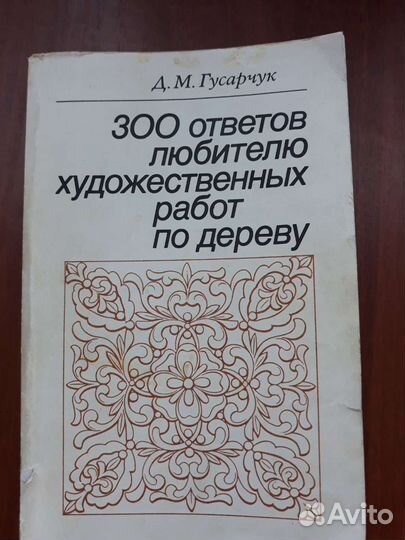 Д. М. Гусарчук
300 ответов
любителю
художественных
работ
по дереву
Avito